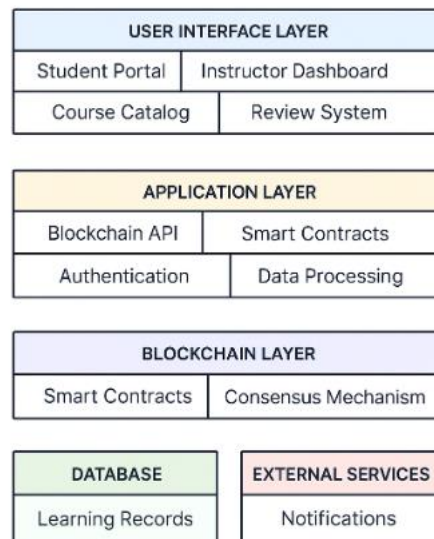 USER INTERFACE LAYER
Student Portal Instructor Dashboard
Course Catalog Review System
APPLICATION LAYER
Blockchain API Smart Contracts
Authentication Data Processing
BLOCKCHAIN LAYER
Smart Contracts Consensus Mechanism
DATABASE EXTERNAL SERVICES
Learning Records Notifications